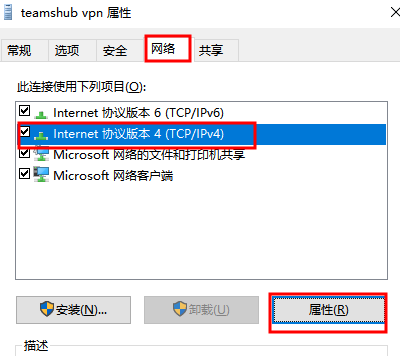 teamshub vpn 属性
常规 选项 安全 网络 共享
此连接使用下列项目(O):
Internet 协议版本 6 (TCP/IPv6)
Internet 协议版本 4 (TCP/IPv4)
Microsoft 网络的文件和打印机共享
Microsoft 网络客户端
安装(N)... 卸载(U) 属性(R)
描述